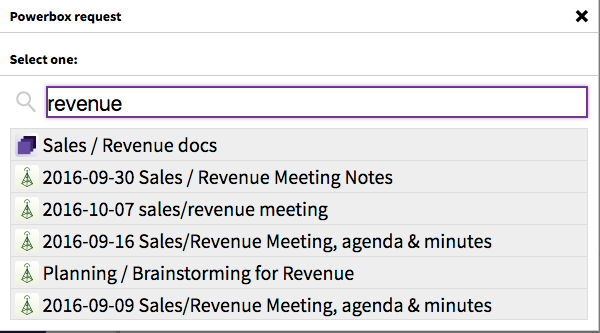 Powerbox request
Select one:
revenue
Sales / Revenue docs
2016-09-30 Sales / Revenue Meeting Notes
2016-10-07 sales/revenue meeting
2016-09-16 Sales/Revenue Meeting, agenda & minutes
Planning / Brainstorming for Revenue
2016-09-09 Sales/Revenue Meeting, agenda & minutes